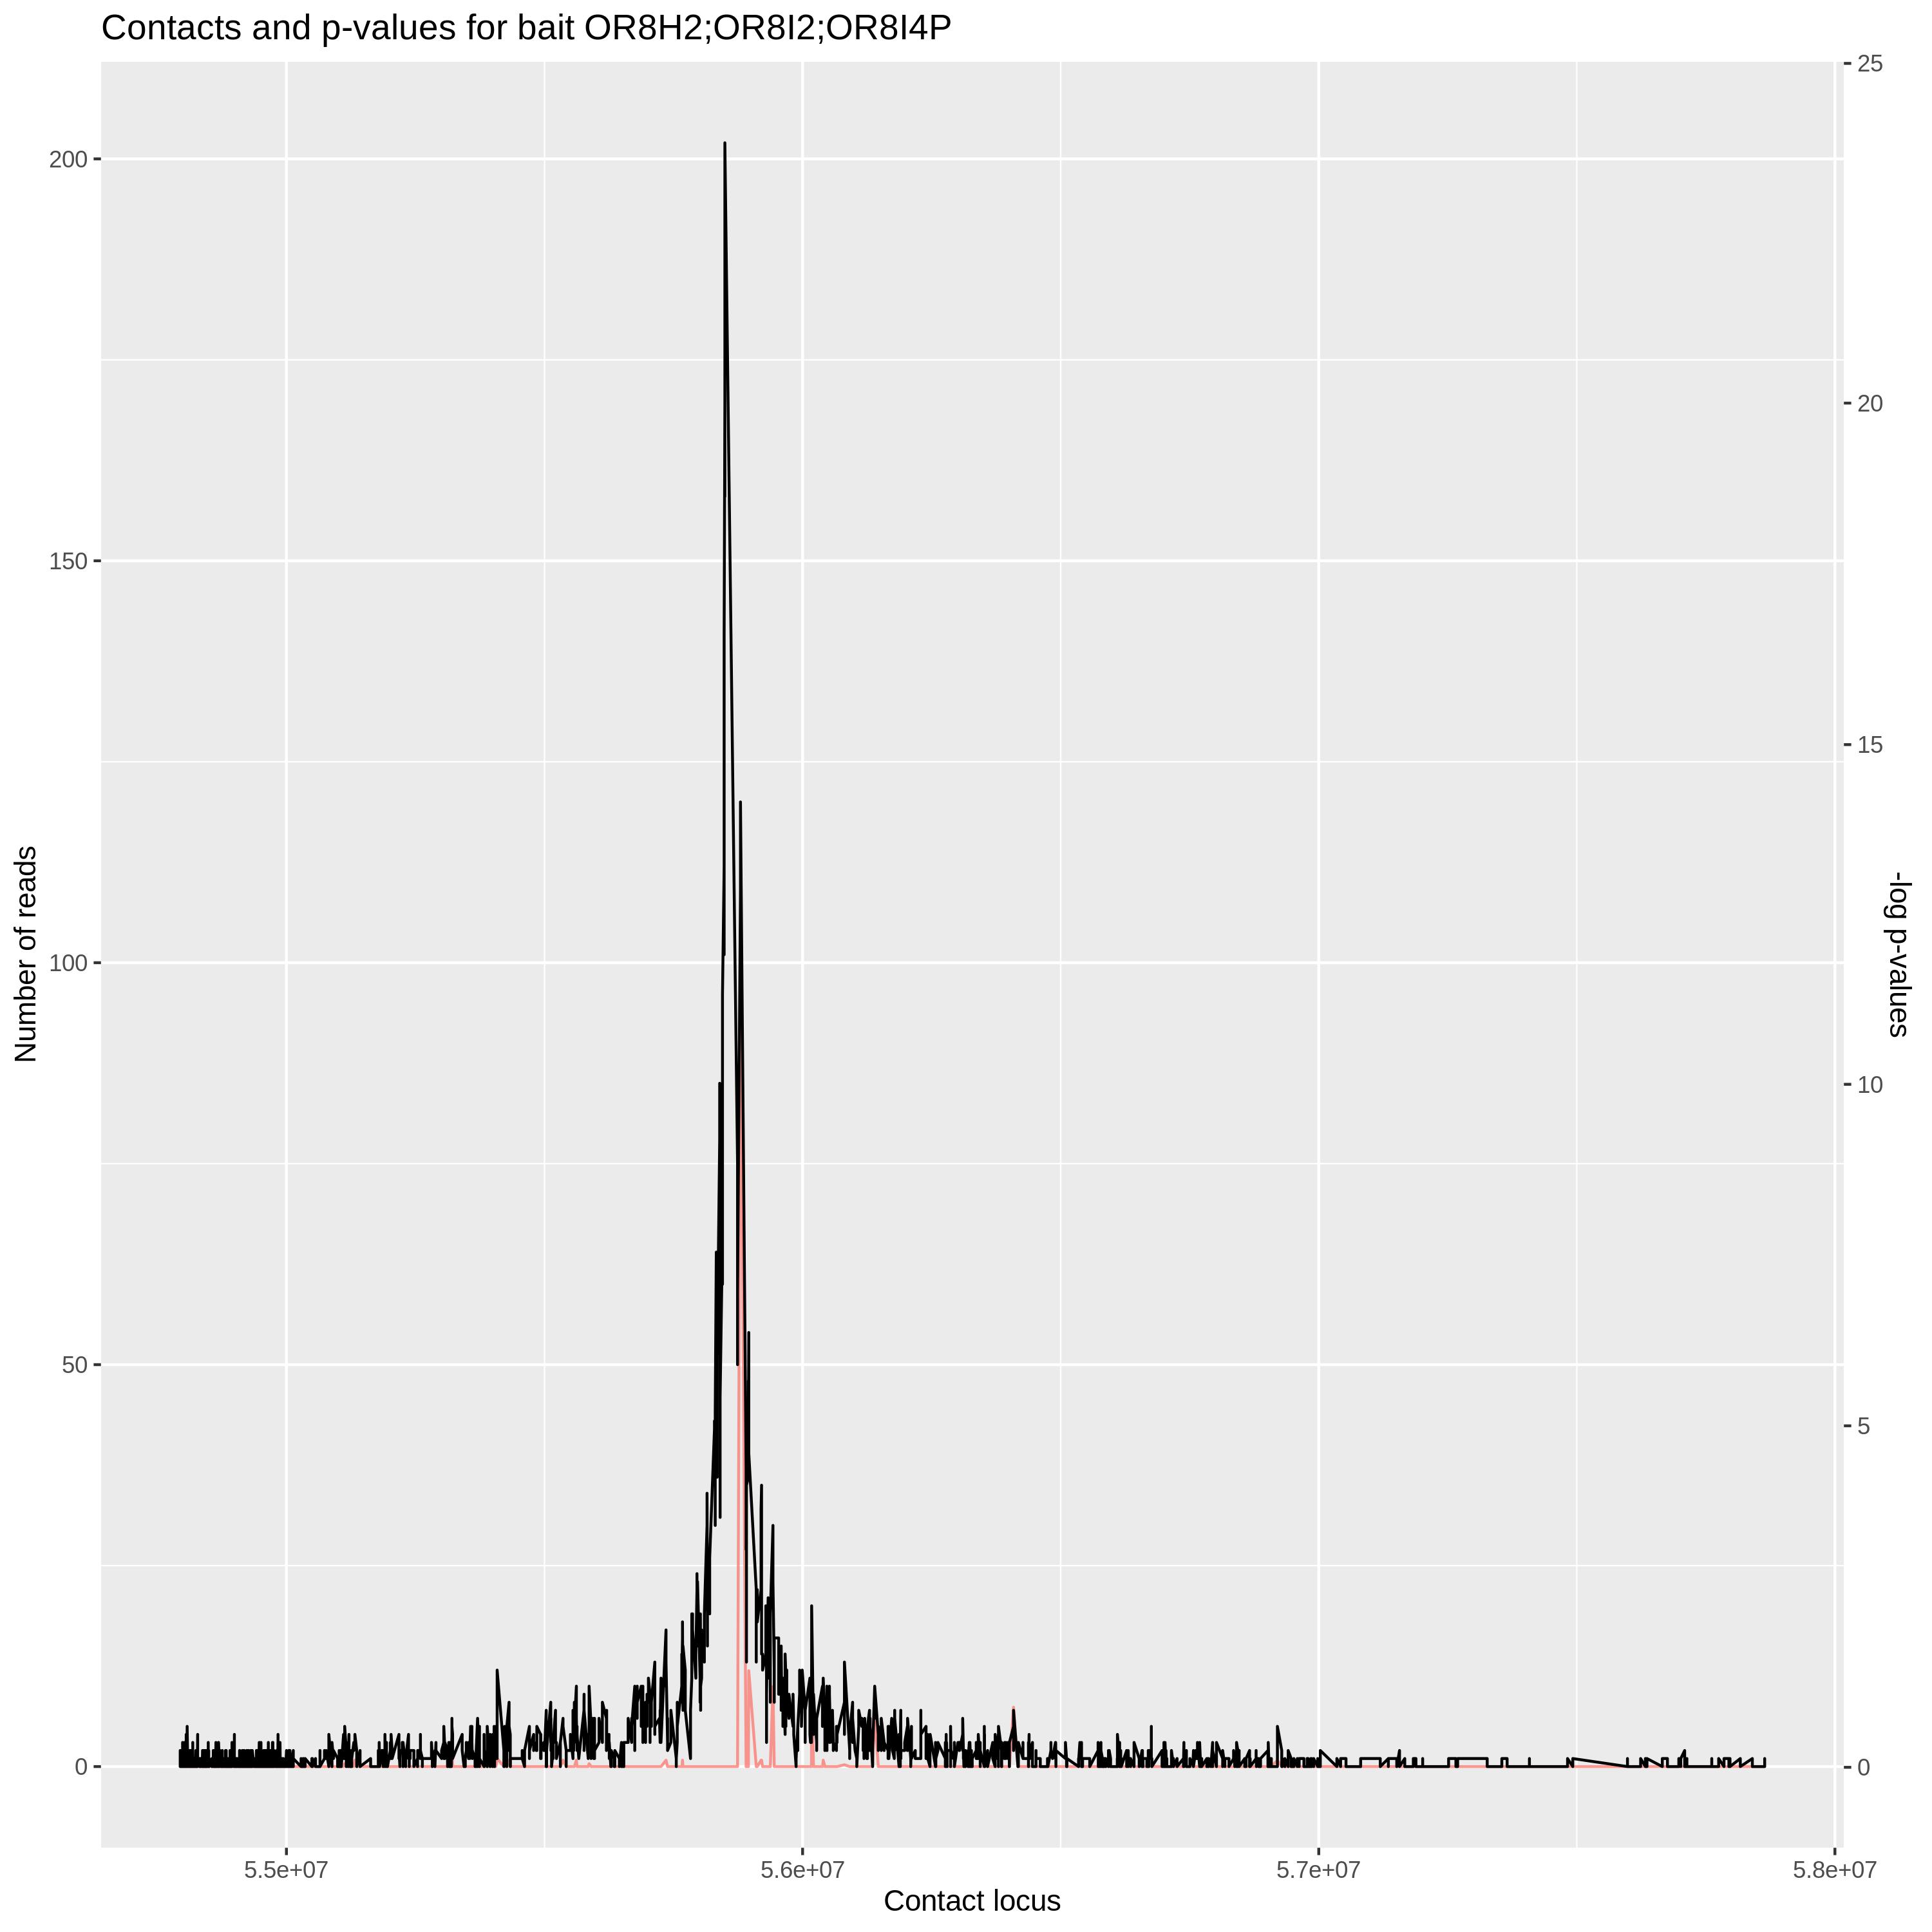 Contacts and p-values for bait OR8H2;OR8I2;OR8I4P
Number of reads
200
150
100
50
0
25
20
15
10
5
0
-log p-values
5.5e+07
5.6e+07
5.7e+07
5.8e+07
Contact locus